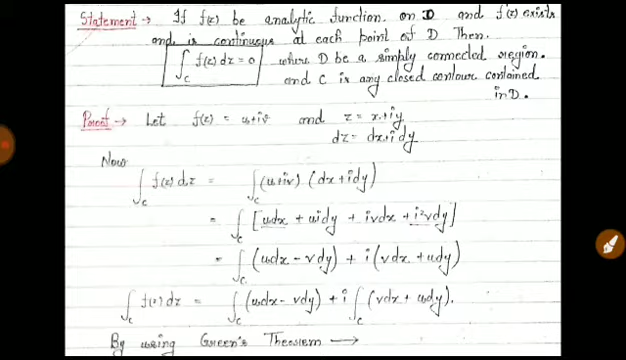 Statement → If f(z) be analytic function on D and f'(z) exists
and is continuous at each point of D Then.
∫_C f(z) dz = 0 where D be a simply connected region.
and C is any closed contour contained
in D.
Proof → Let f(z) = u+iv and z = x+iy
dz = dx+i dy
Now
∫_C f(z) dz = ∫_C (u+iv) (dx+idy)
= ∫_C [udx + uidy + ivdx + i²vdy]
= ∫_C (udx - vdy) + i(vdx + udy)
∫_C f(z) dz = ∫_C (udx - vdy) + i ∫_C (vdx + udy).
By using Green's Theorem →